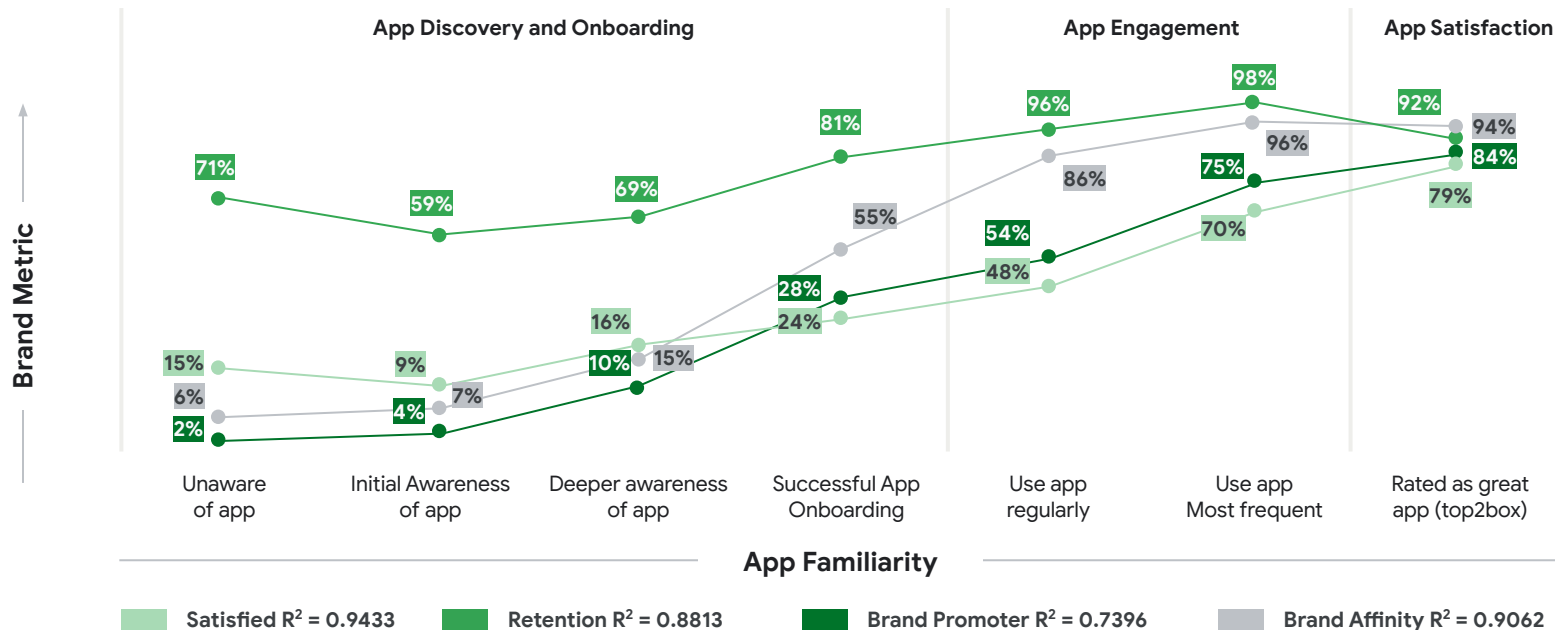 App Discovery and Onboarding
App Engagement
App Satisfaction
Brand Metric
71%
59%
69%
81%
96%
98%
92%
15%
9%
16%
24%
48%
70%
79%
6%
7%
15%
55%
86%
96%
94%
2%
4%
10%
28%
54%
75%
84%
Unaware
of app
Initial Awareness
of app
Deeper awareness
of app
Successful App
Onboarding
Use app
regularly
Use app
Most frequent
Rated as great
app (top2box)
App Familiarity
Satisfied R² = 0.9433
Retention R² = 0.8813
Brand Promoter R² = 0.7396
Brand Affinity R² = 0.9062